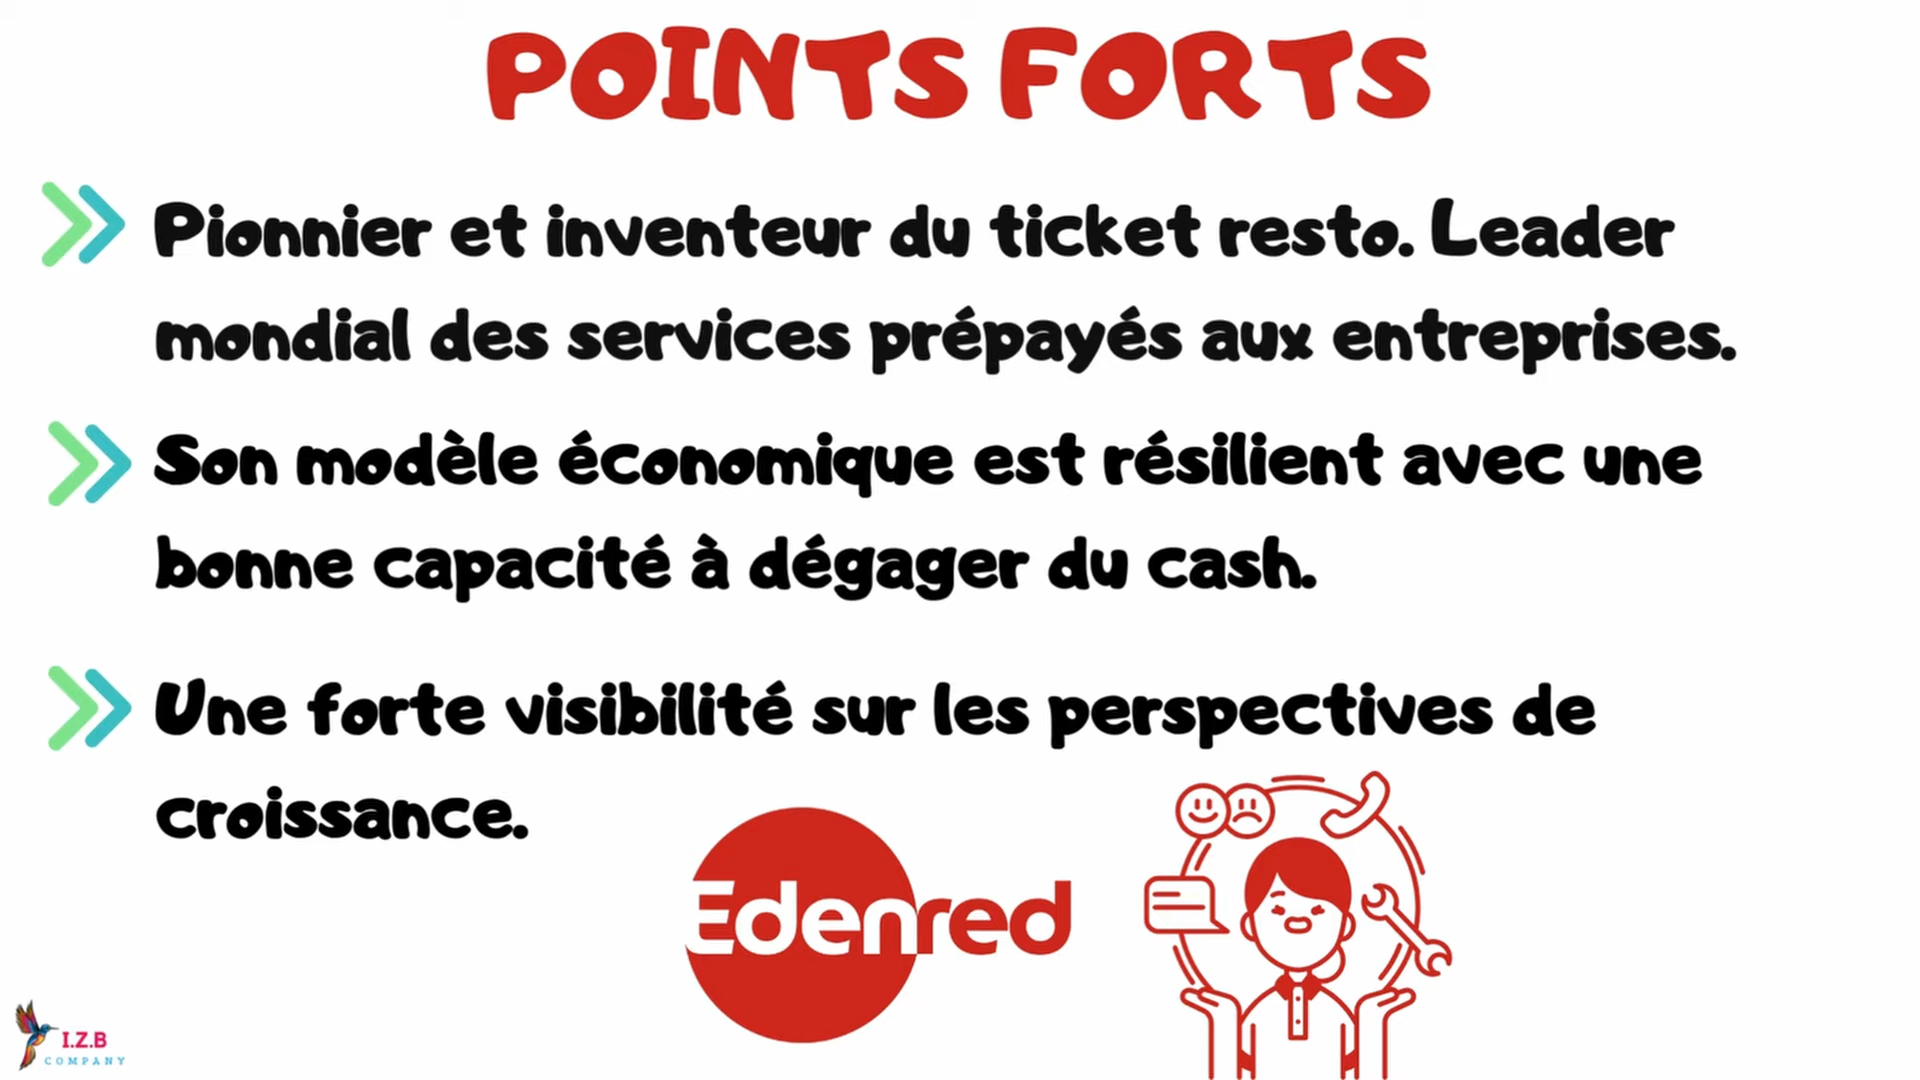 POINTS FORTS
Pionnier et inventeur du ticket resto. Leader
mondial des services prépayés aux entreprises.
Son modèle économique est résilient avec une
bonne capacité à dégager du cash.
Une forte visibilité sur les perspectives de
croissance.
Edenred
I.Z.B
COMPANY